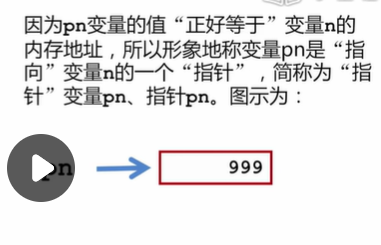 因为pn变量的值“正好等于”变量n的
内存地址，所以形象地称变量pn是“指
向”变量n的一个“指针”，简称为“指
针”变量pn、指针pn。图示为：
pn 999